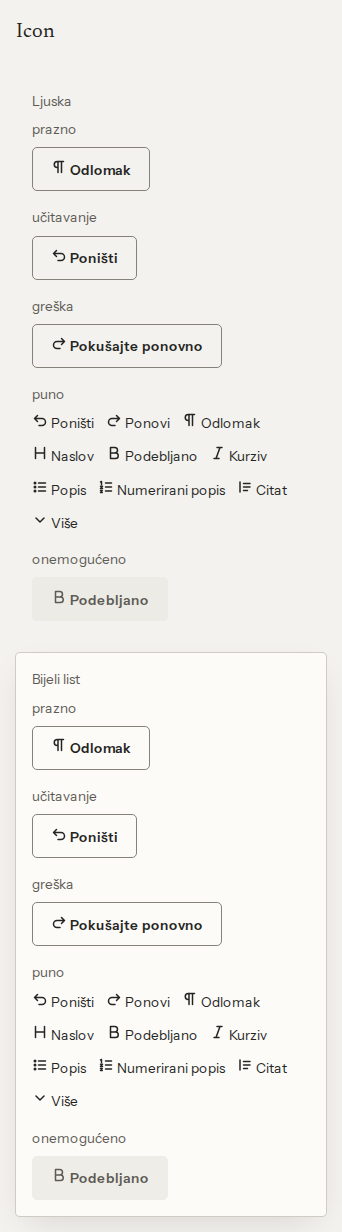 Icon
Ljuska
prazno
Odlomak
učitavanje
Poništi
greška
Pokušajte ponovno
puno
Poništi Ponovi Odlomak
Naslov Podebljano Kurziv
Popis Numerirani popis Citat
Više
onemogućeno
Podebljano
Bijeli list
prazno
Odlomak
učitavanje
Poništi
greška
Pokušajte ponovno
puno
Poništi Ponovi Odlomak
Naslov Podebljano Kurziv
Popis Numerirani popis Citat
Više
onemogućeno
Podebljano